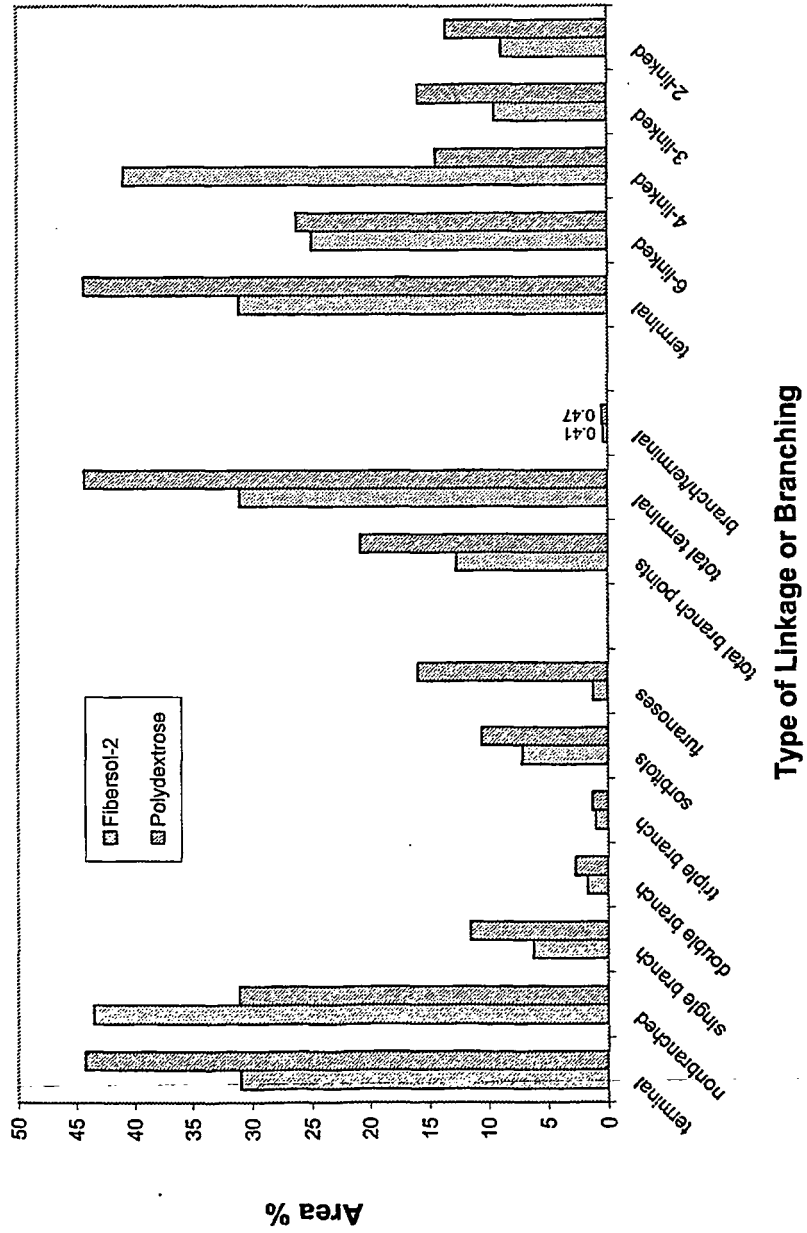 Area %
50
45
40
35
30
25
20
15
10
5
0
Fibersol-2
Polydextrose
0.41
0.47
terminal
nonbranched
single branch
double branch
triple branch
sorbitols
furanoses
total branch points
total terminal
branch/terminal
terminal
6-linked
4-linked
3-linked
2-linked
Type of Linkage or Branching